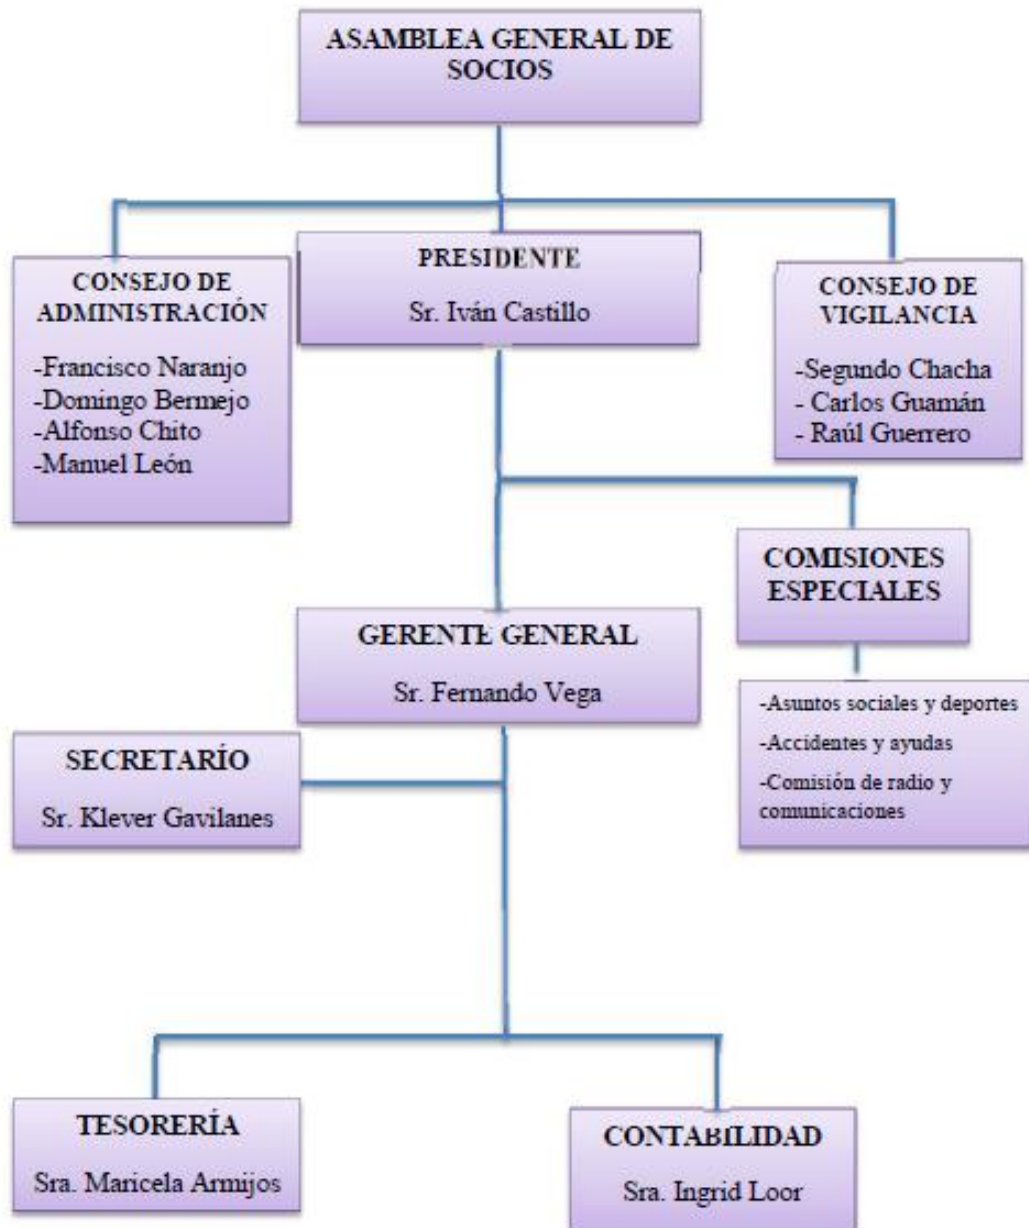 ASAMBLEA GENERAL DE
SOCIOS
CONSEJO DE
ADMINISTRACIÓN
-Francisco Naranjo
-Domingo Bermejo
-Alfonso Chito
-Manuel León
PRESIDENTE
Sr. Iván Castillo
CONSEJO DE
VIGILANCIA
-Segundo Chacha
- Carlos Guamán
- Raúl Guerrero
COMISIONES
ESPECIALES
GERENTE GENERAL
Sr. Fernando Vega
-Asuntos sociales y deportes
-Accidentes y ayudas
-Comisión de radio y
comunicaciones
SECRETARÍO
Sr. Klever Gavilanes
TESORERÍA
Sra. Maricela Armijos
CONTABILIDAD
Sra. Ingrid Loor